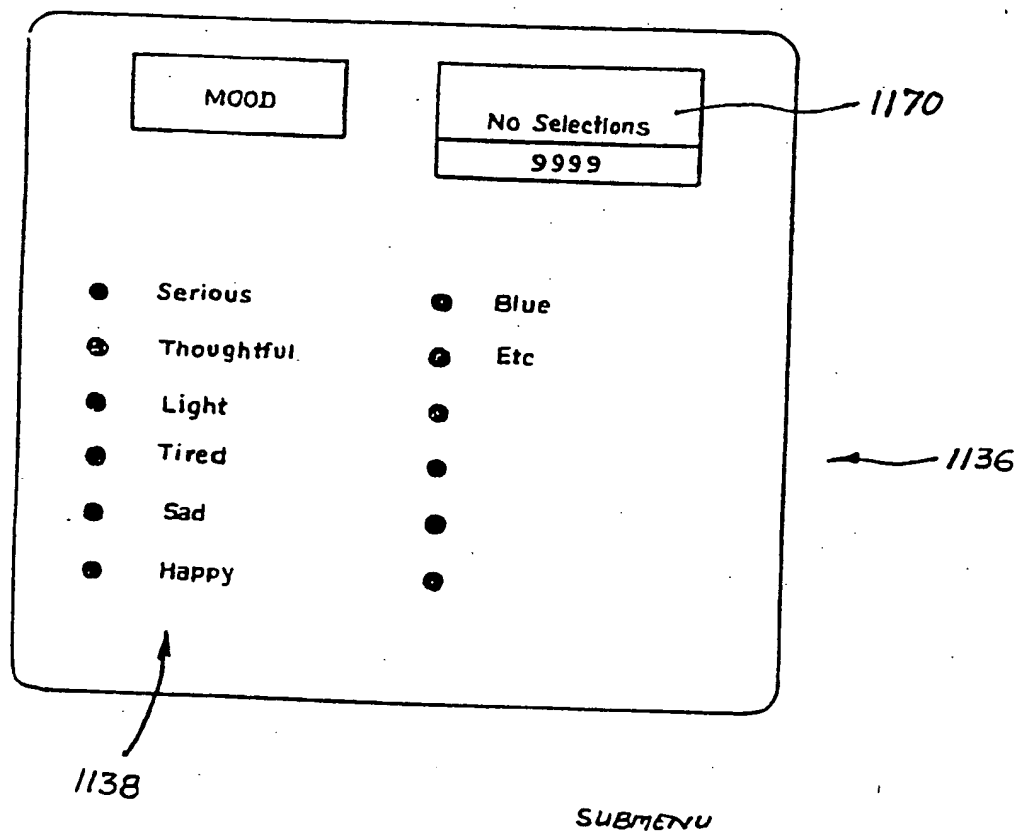 MOOD
No Selections
9999
1170
Serious
Thoughtful
Light
Tired
Sad
Happy
Blue
Etc
1136
1138
SUBMENU